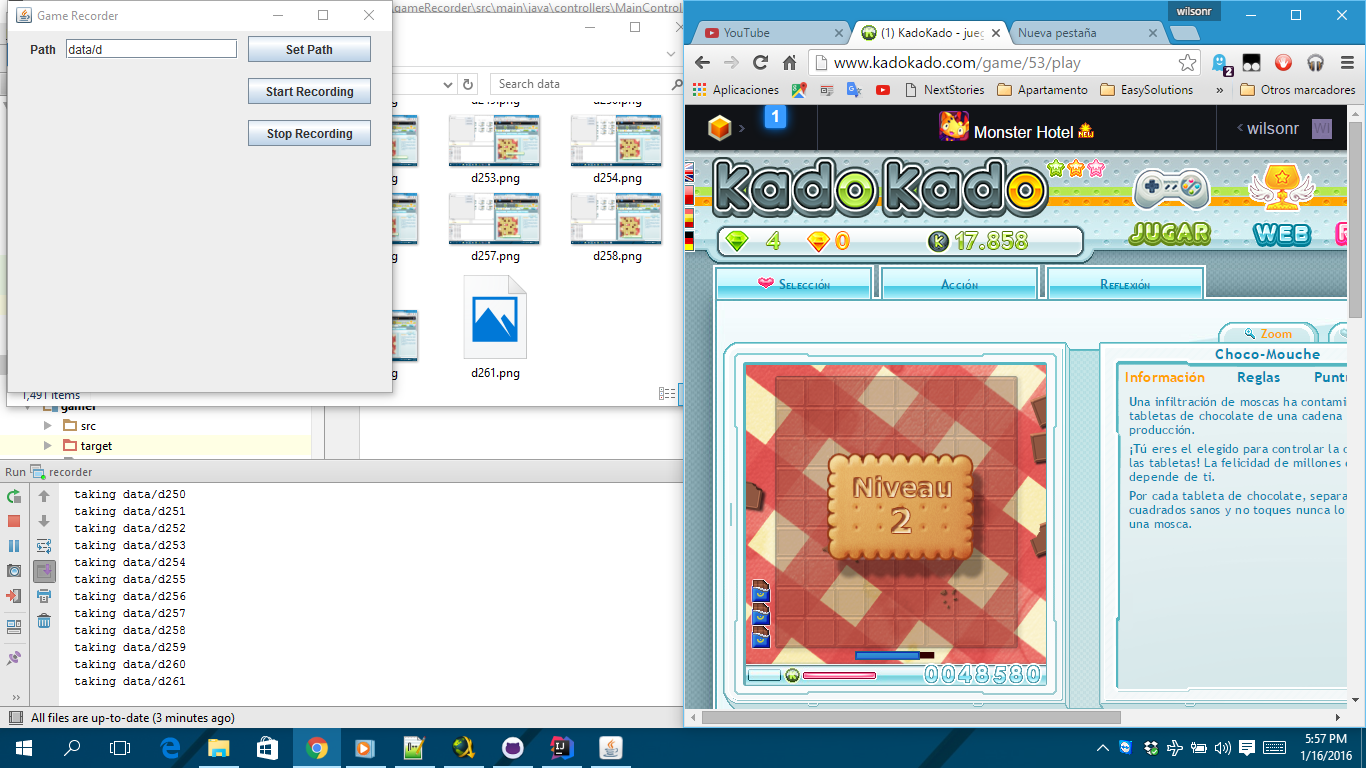 Game Recorder
Path data/d Set Path
Start Recording
Stop Recording
.gameRecorder\src\main\java\controllers\MainControl
Search data
d253.png d254.png
d257.png d258.png
d261.png
1,491 items
src
target
Run recorder
taking data/d250
taking data/d251
taking data/d252
taking data/d253
taking data/d254
taking data/d255
taking data/d256
taking data/d257
taking data/d258
taking data/d259
taking data/d260
taking data/d261
All files are up-to-date (3 minutes ago)
wilsonr
YouTube (1) KadoKado - jueg Nueva pestaña
www.kadokado.com/game/53/play
2
Aplicaciones NextStories Apartamento EasySolutions » Otros marcadores
1 Monster Hotel NEW wilsonr WI
KadoKado
4 0 K 17.858
JUGAR WEB
Selección Acción Reflexión
Zoom
Choco-Mouche
Información Reglas Puntu
Una infiltración de moscas ha contami
tabletas de chocolate de una cadena
producción.
¡Tú eres el elegido para controlar la c
las tabletas! La felicidad de millones
depende de ti.
Por cada tableta de chocolate, separa
cuadrados sanos y no toques nunca lo
una mosca.
Niveau
2
0048580
5:57 PM
1/16/2016